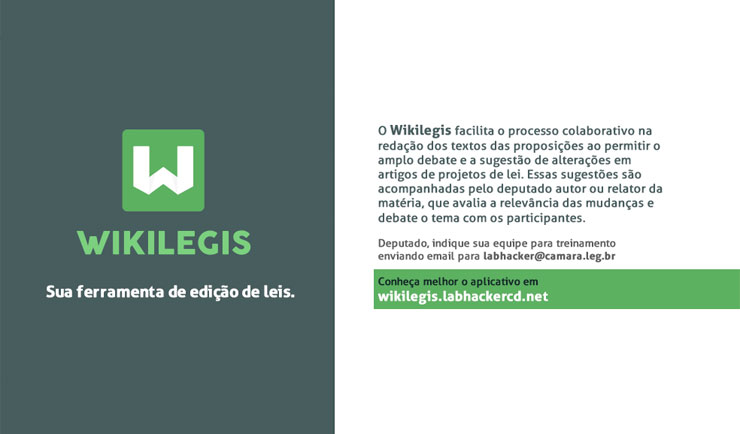 W
WIKILEGIS
Sua ferramenta de edição de leis.
O Wikilegis facilita o processo colaborativo na
redação dos textos das proposições ao permitir o
amplo debate e a sugestão de alterações em
artigos de projetos de lei. Essas sugestões são
acompanhadas pelo deputado autor ou relator da
matéria, que avalia a relevância das mudanças e
debate o tema com os participantes.
Deputado, indique sua equipe para treinamento
enviando email para labhacker@camara.leg.br
Conheça melhor o aplicativo em
wikilegis.labhackercd.net